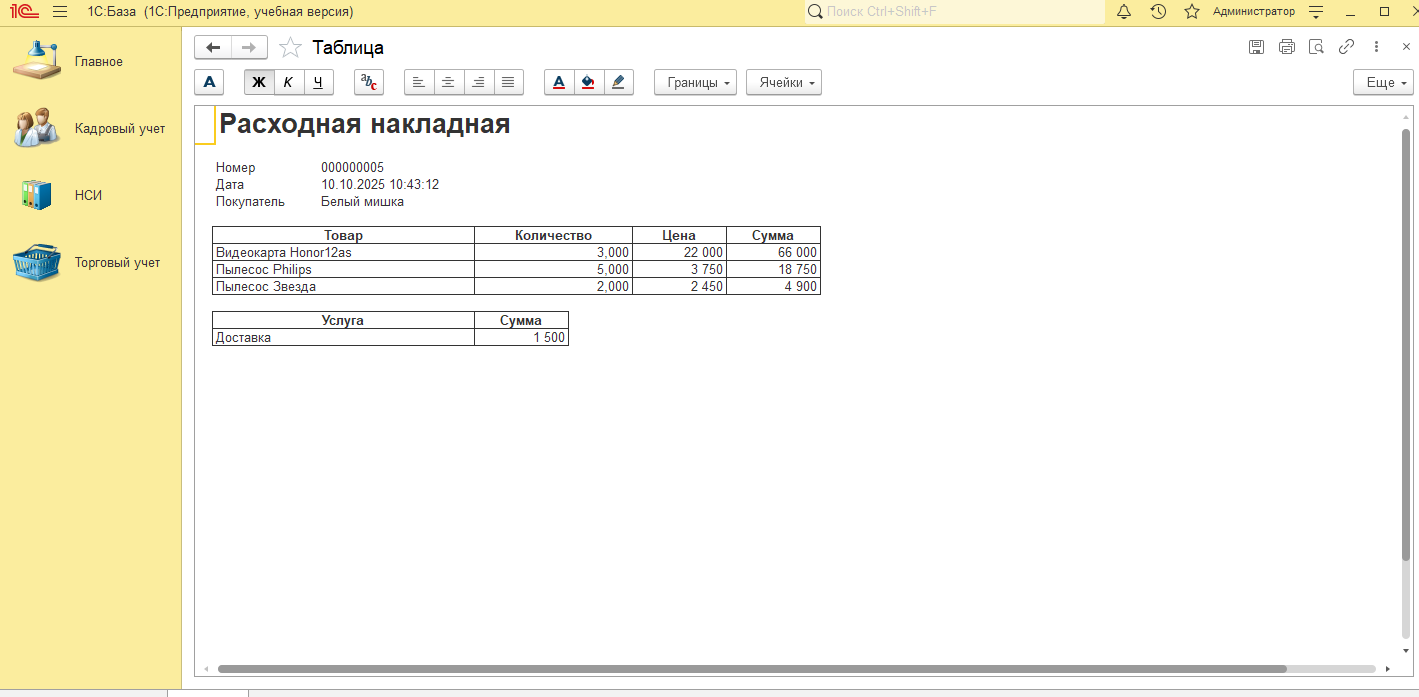 1С 1С:База (1С:Предприятие, учебная версия) Поиск Ctrl+Shift+F Администратор
Главное
Кадровый учет
НСИ
Торговый учет
Таблица
А Ж К Ч abc А Границы Ячейки Еще
Расходная накладная
Номер 000000005
Дата 10.10.2025 10:43:12
Покупатель Белый мишка
Товар Количество Цена Сумма
Видеокарта Honor12as 3,000 22 000 66 000
Пылесос Philips 5,000 3 750 18 750
Пылесос Звезда 2,000 2 450 4 900
Услуга Сумма
Доставка 1 500